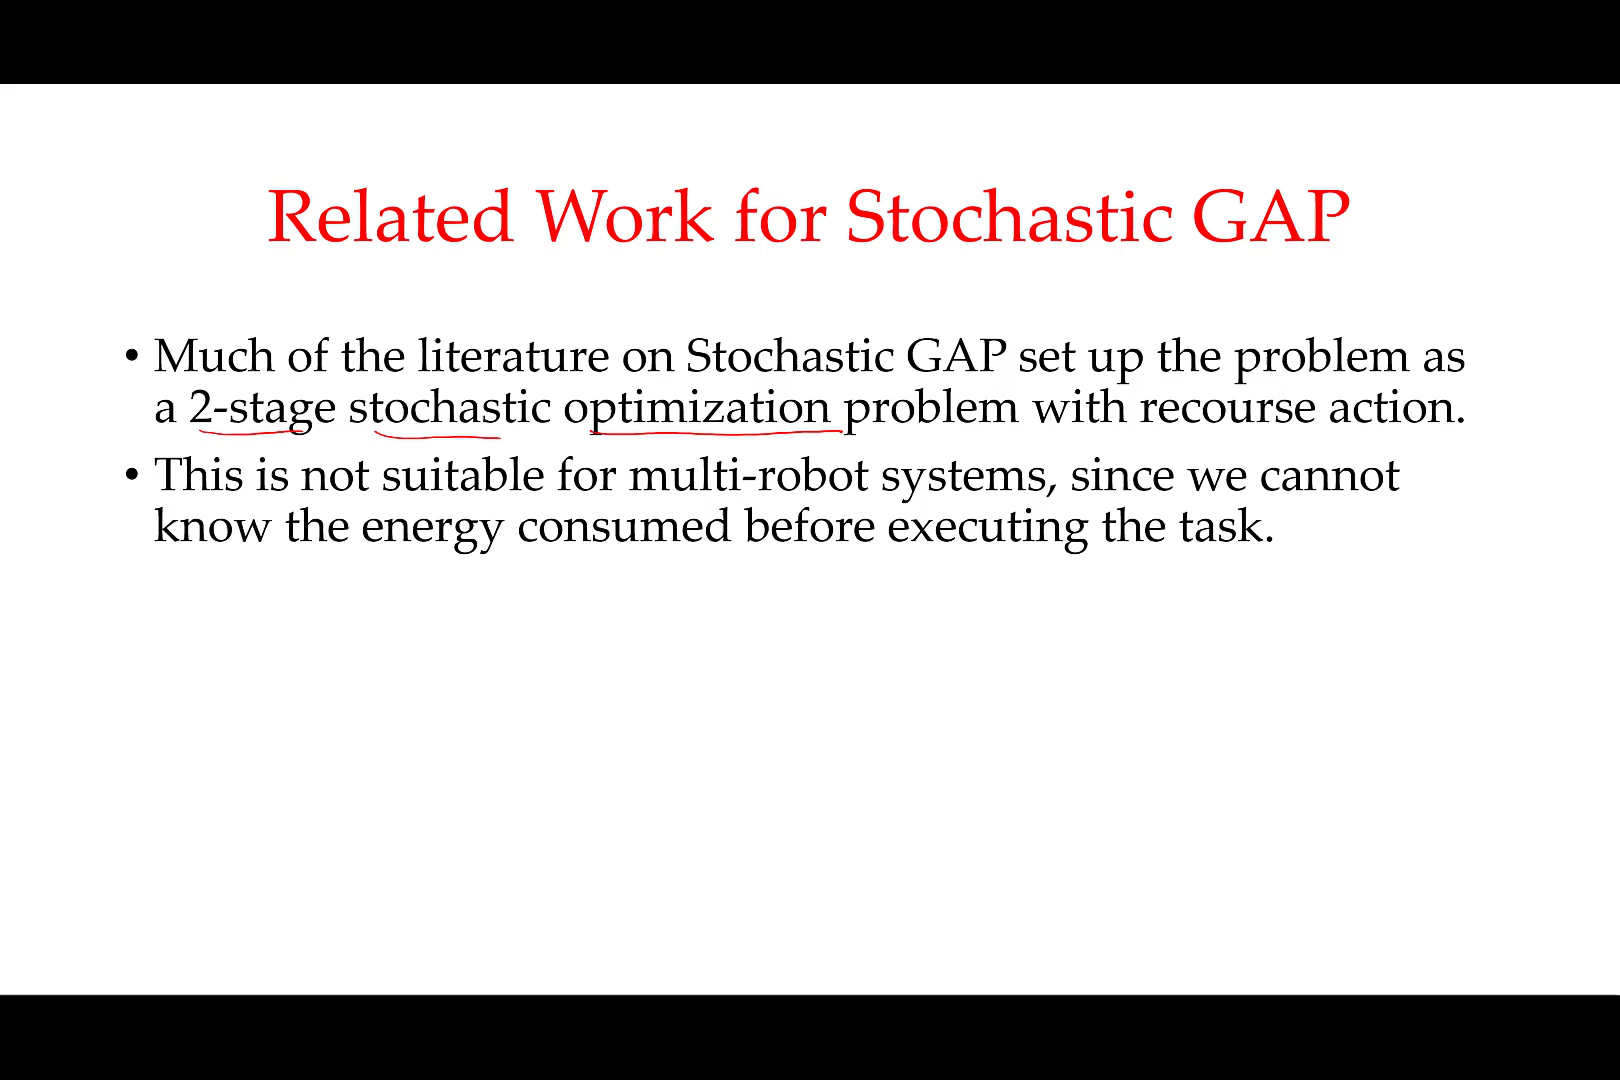 Related Work for Stochastic GAP
• Much of the literature on Stochastic GAP set up the problem as
a 2-stage stochastic optimization problem with recourse action.
• This is not suitable for multi-robot systems, since we cannot
know the energy consumed before executing the task.